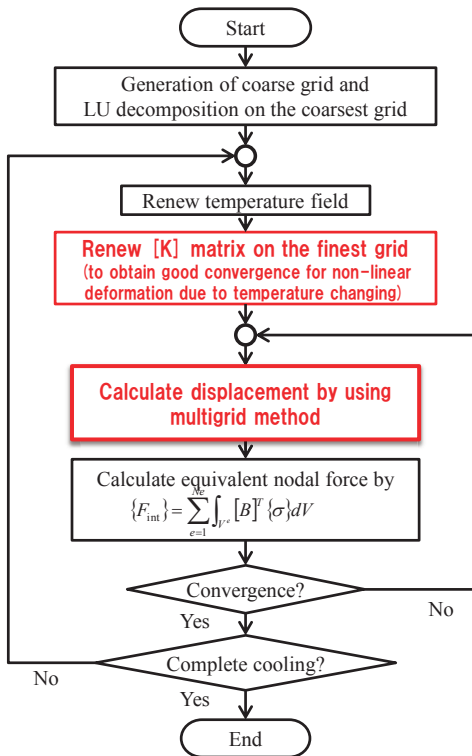 Start
Generation of coarse grid and
LU decomposition on the coarsest grid
Renew temperature field
Renew [K] matrix on the finest grid
(to obtain good convergence for non-linear
deformation due to temperature changing)
Calculate displacement by using
multigrid method
Calculate equivalent nodal force by
{F_int} = \sum_{e=1}^{Ne} \int_{V^e} [B]^T {σ}dV
Convergence?
No
Yes
Complete cooling?
No
Yes
End